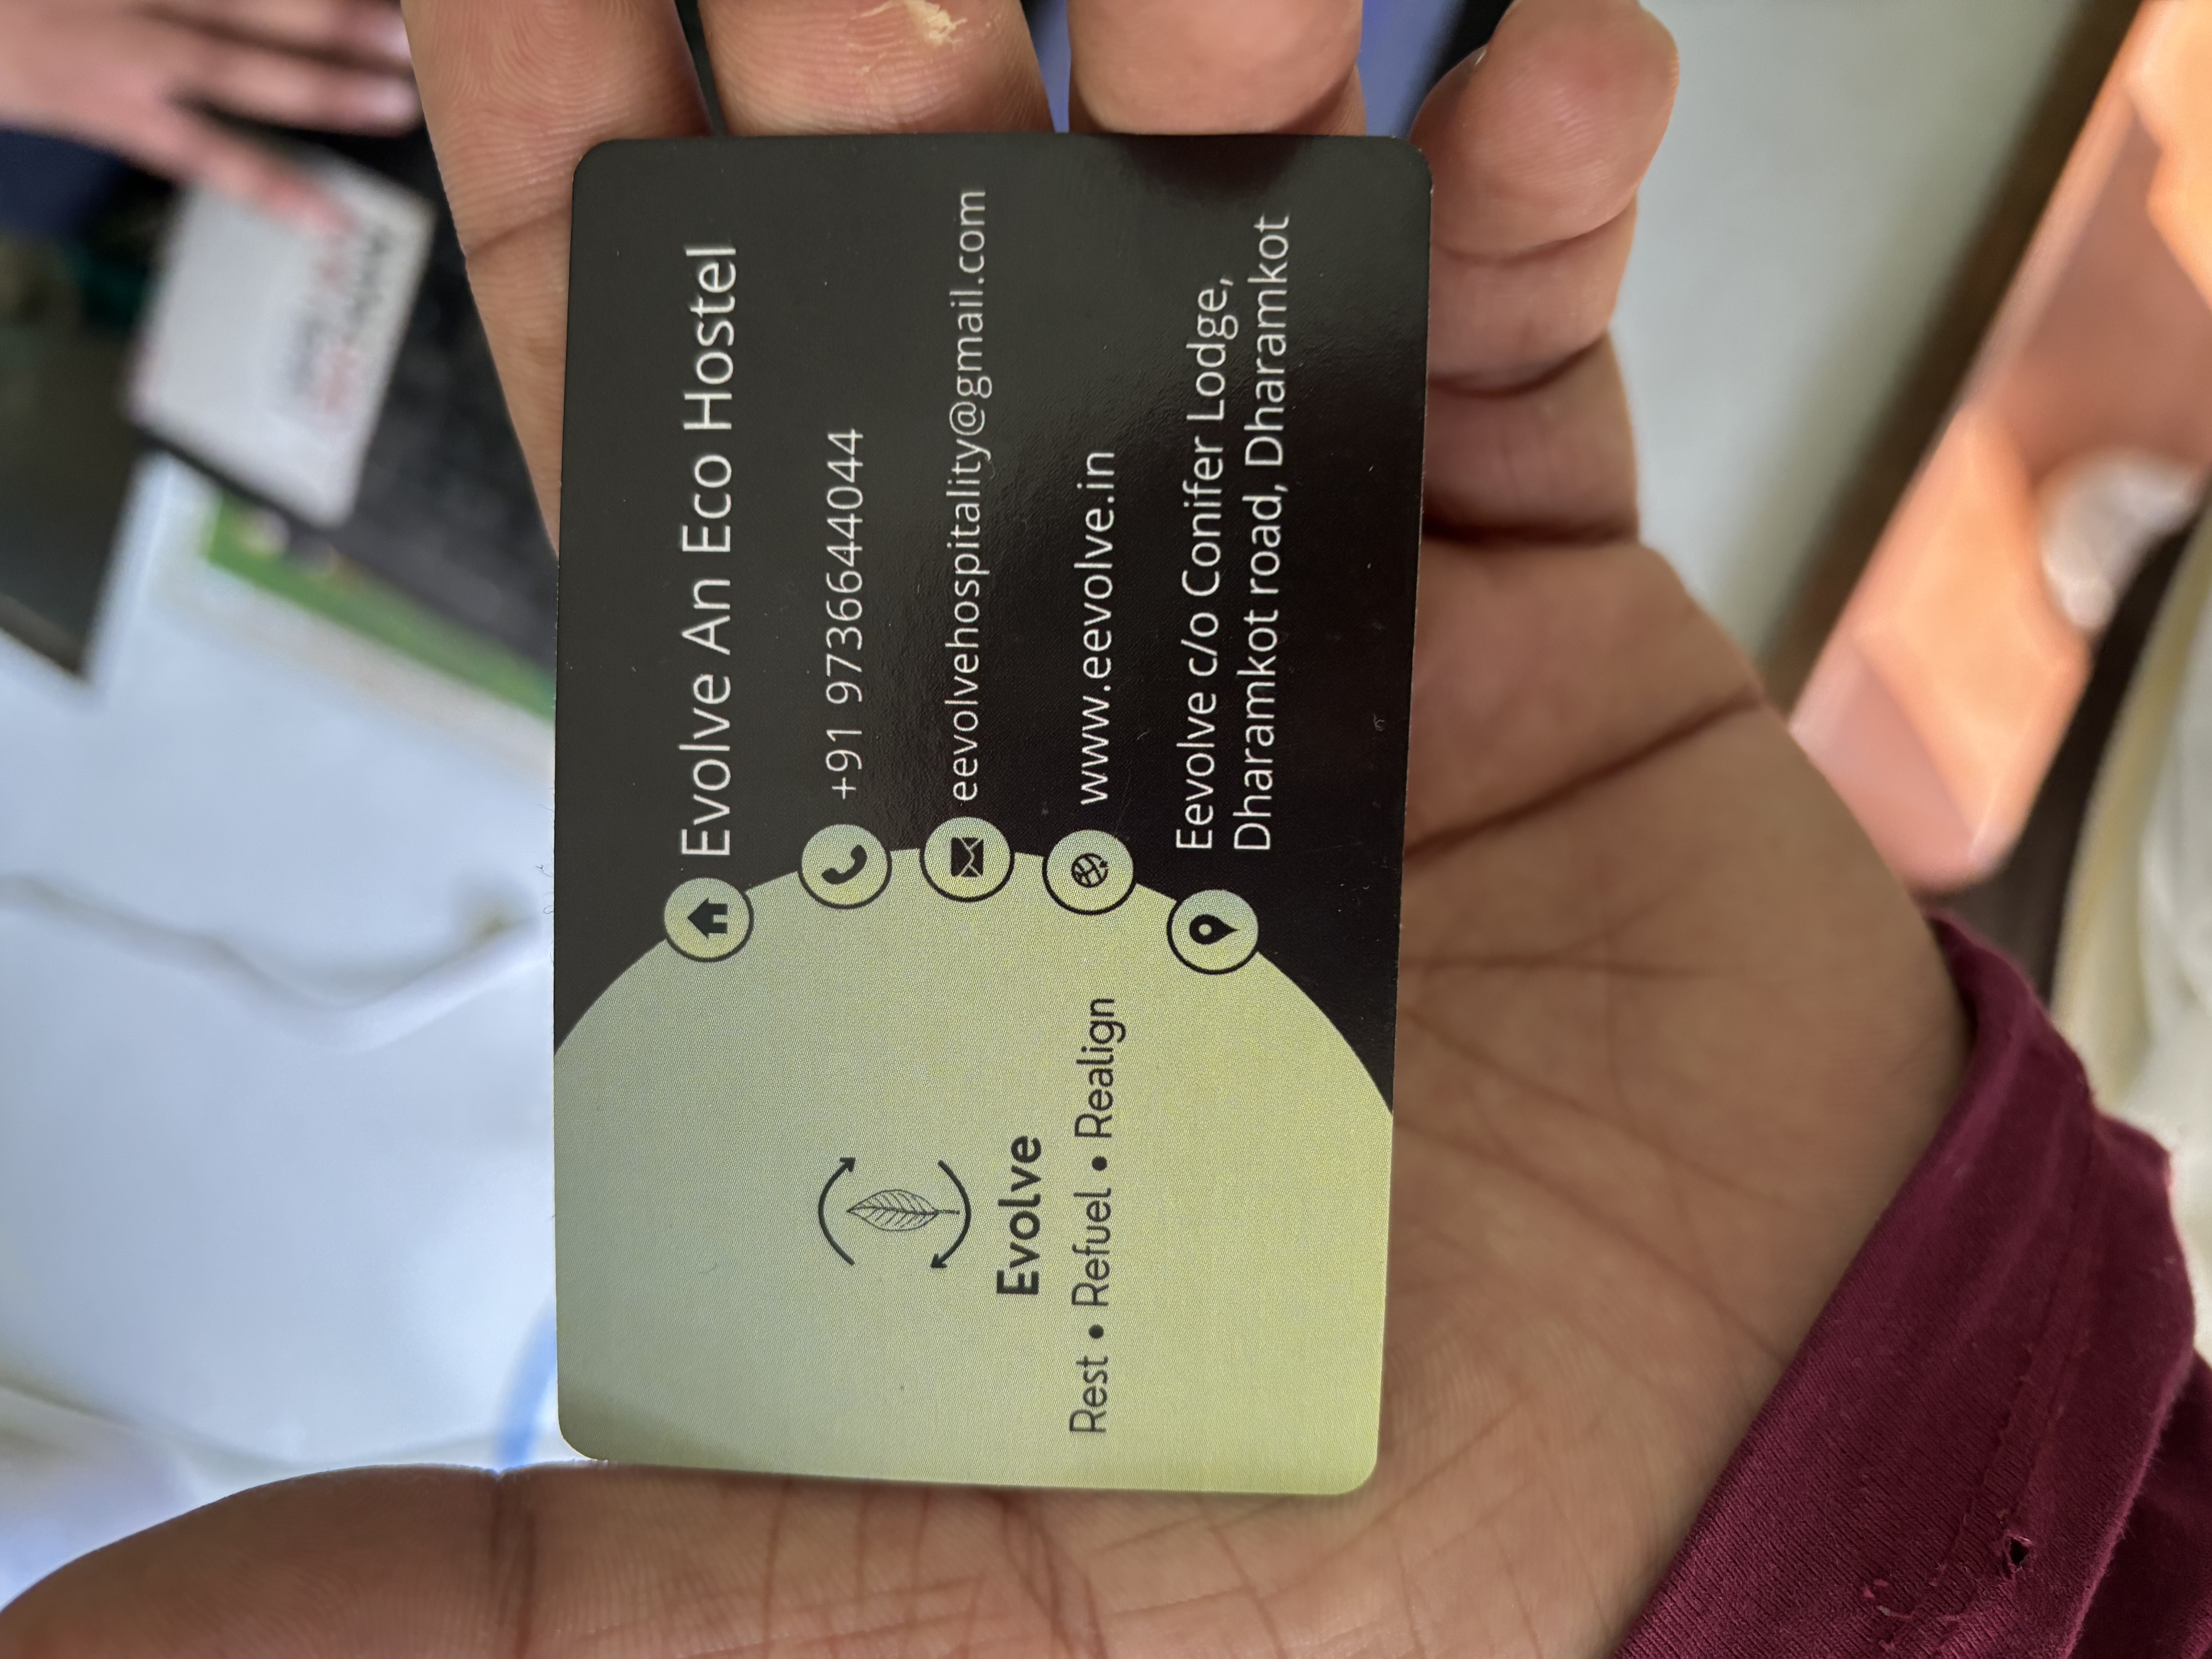 Evolve An Eco Hostel
+91 9736644044
eevolvehospitality@gmail.com
www.eevolve.in
Eevolve c/o Conifer Lodge,
Dharamkot road, Dharamkot
Evolve
Rest • Refuel • Realign